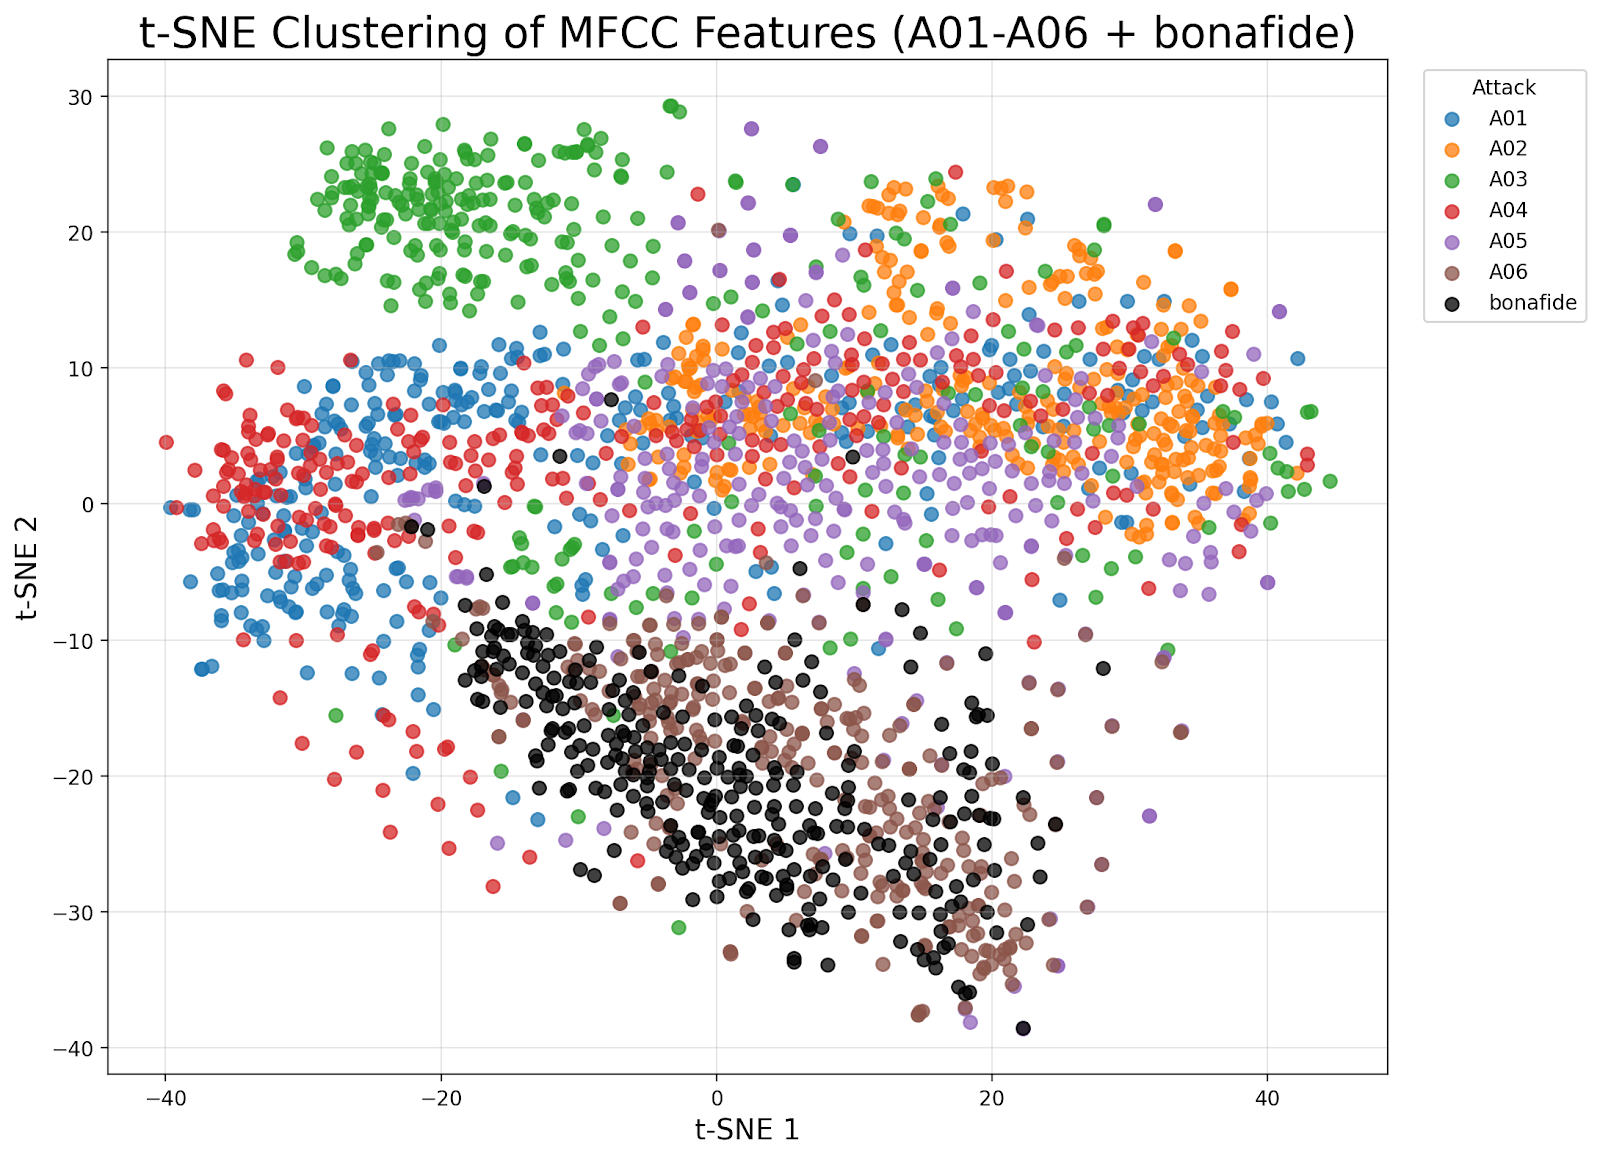 t-SNE Clustering of MFCC Features (A01-A06 + bonafide)
Attack
A01
A02
A03
A04
A05
A06
bonafide
t-SNE 2
30
20
10
0
−10
−20
−30
−40
−40
−20
0
20
40
t-SNE 1